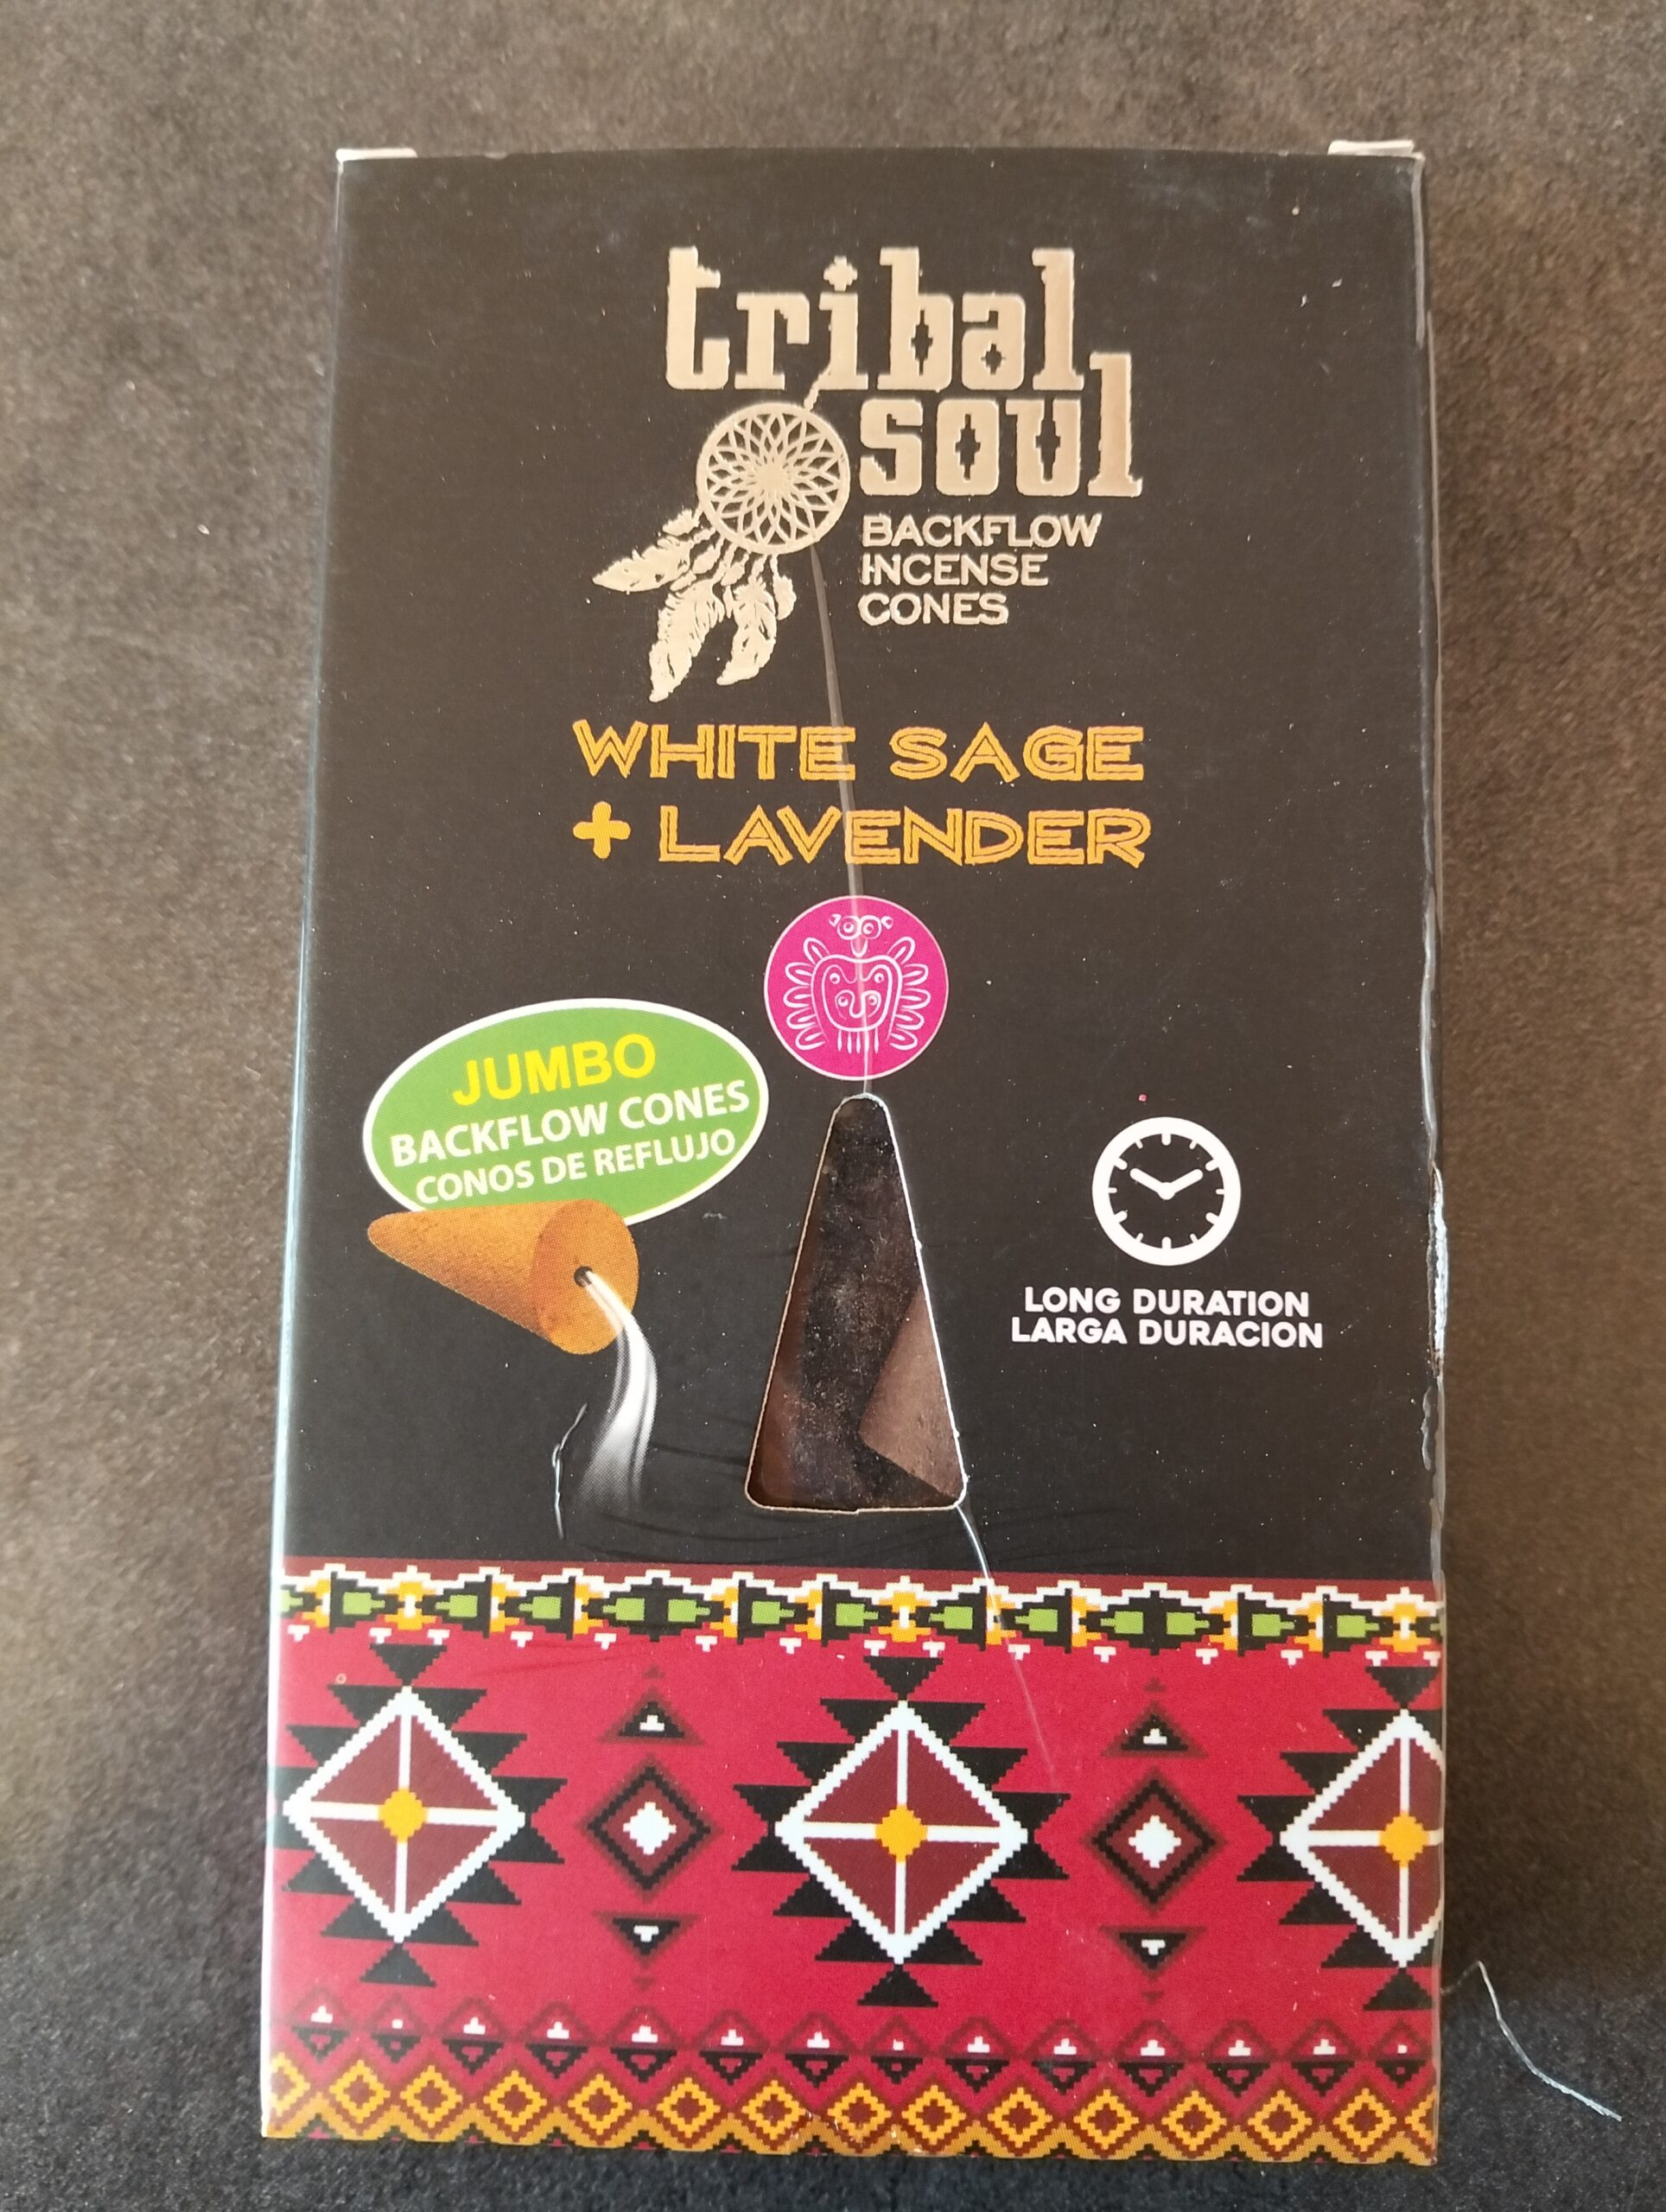 tribal
soul
BACKFLOW
INCENSE
CONES
WHITE SAGE
+ LAVENDER
JUMBO
BACKFLOW CONES
CONOS DE REFLUJO
LONG DURATION
LARGA DURACION